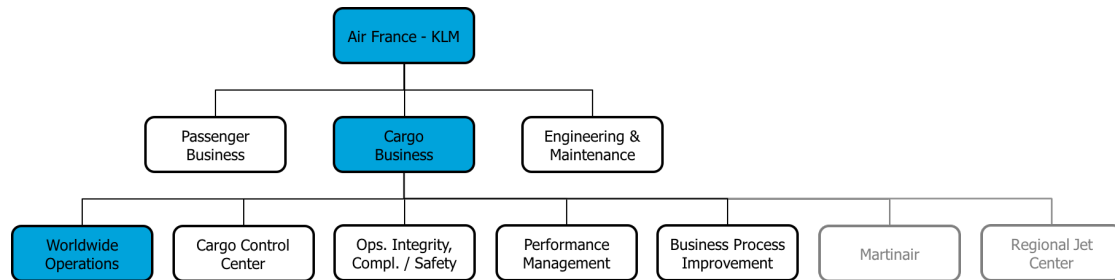 Air France - KLM
Passenger
Business
Cargo
Business
Engineering &
Maintenance
Worldwide
Operations
Cargo Control
Center
Ops. Integrity,
Compl. / Safety
Performance
Management
Business Process
Improvement
Martinair
Regional Jet
Center